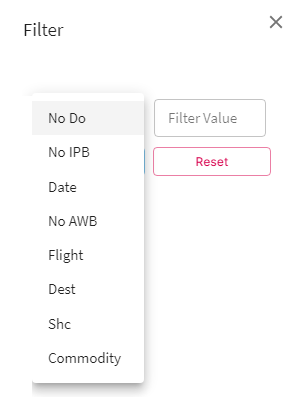 Filter
No Do
Filter Value
No IPB
Reset
Date
No AWB
Flight
Dest
Shc
Commodity